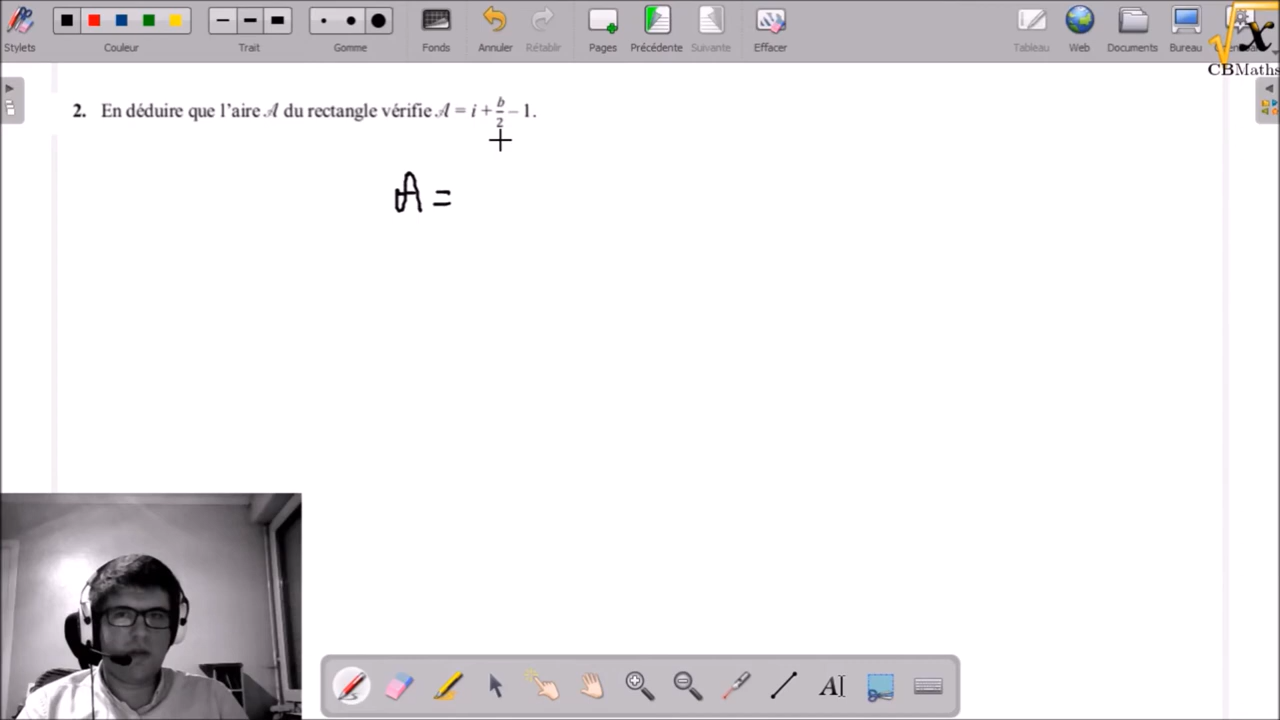 Stylets Couleur Trait Gomme Fonds Annuler Rétablir Pages Précédente Suivante Effacer Tableau Web Documents Bureau
CBMaths
2. En déduire que l'aire 𝒜 du rectangle vérifie 𝒜 = i + b/2 − 1.
𝒜 =